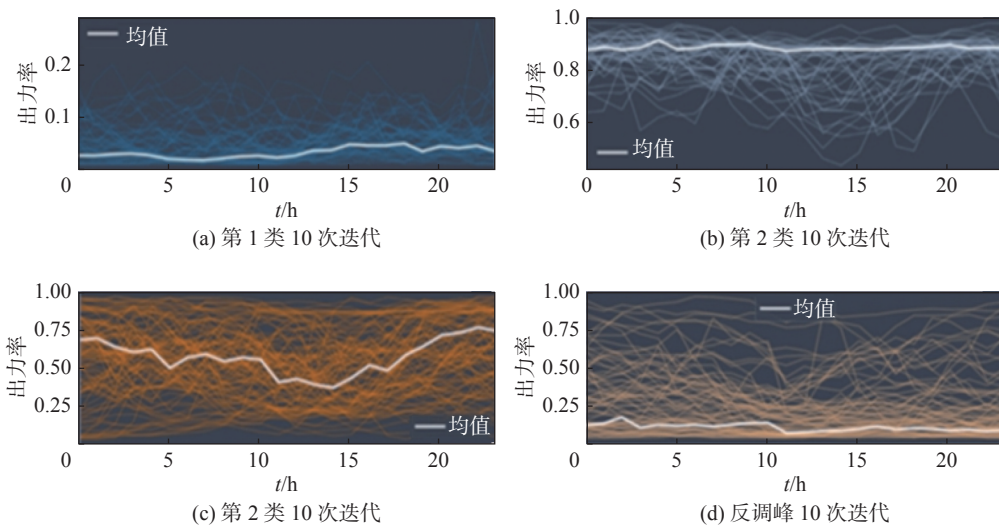 均值
出力率
0.2
0.1
0 5 10 15 20
t/h
(a) 第 1 类 10 次迭代
1.0
0.8
0.6
出力率
均值
0 5 10 15 20
t/h
(b) 第 2 类 10 次迭代
1.00
0.75
0.50
0.25
出力率
均值
0 5 10 15 20
t/h
(c) 第 2 类 10 次迭代
1.00
0.75
0.50
0.25
出力率
均值
0 5 10 15 20
t/h
(d) 反调峰 10 次迭代